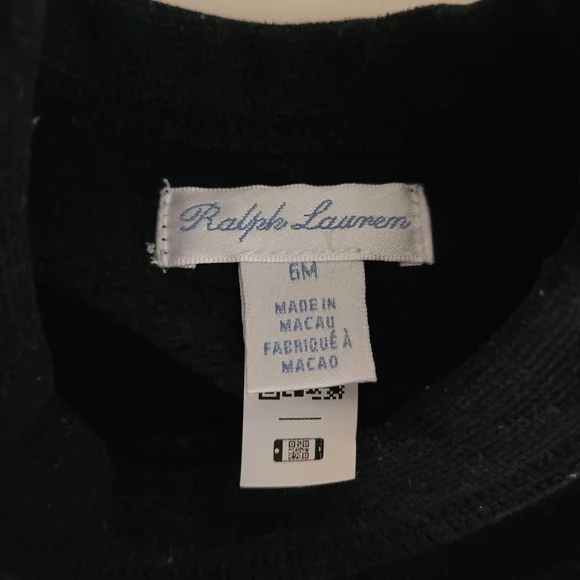 Ralph Lauren
6M
MADE IN
MACAU
FABRIQUÉ À
MACAO